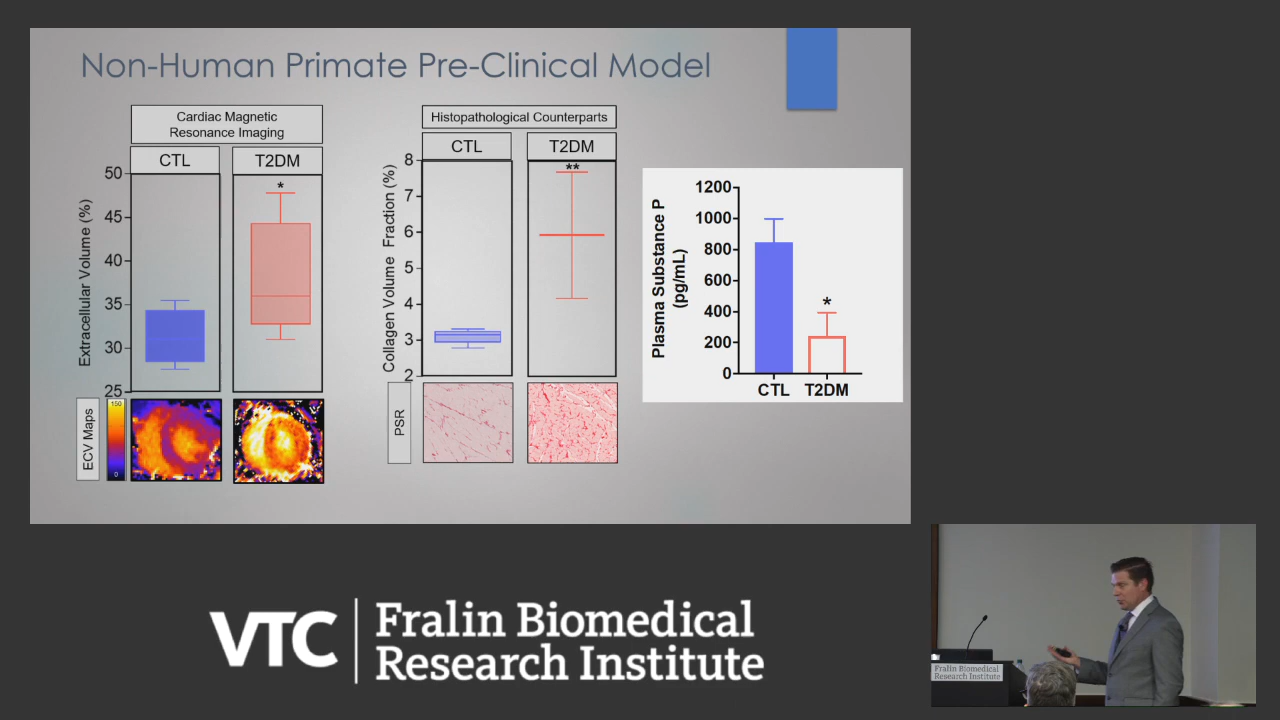 Non-Human Primate Pre-Clinical Model
Cardiac Magnetic
Resonance Imaging
CTL
T2DM
Extracellular Volume (%)
50
45
40
35
30
25
*
ECV Maps
150
0
Histopathological Counterparts
CTL
T2DM
Collagen Volume Fraction (%)
8
7
6
5
4
3
2
**
PSR
Plasma Substance P
(pg/mL)
1200
1000
800
600
400
200
0
*
CTL
T2DM
VTC
Fralin Biomedical
Research Institute
Fralin Biomedical
Research Institute